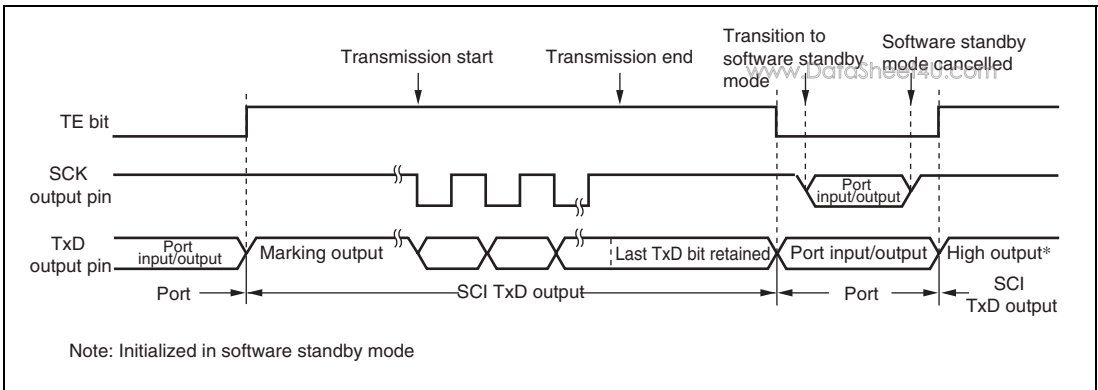 Transmission start
Transmission end
Transition to
software standby
mode
Software standby
mode cancelled
www.DataSheet4U.com
TE bit
SCK
output pin
Port
input/output
TxD
output pin
Port
input/output
Marking output
Last TxD bit retained
Port input/output
High output*
Port
SCI TxD output
Port
SCI
TxD output
Note: Initialized in software standby mode